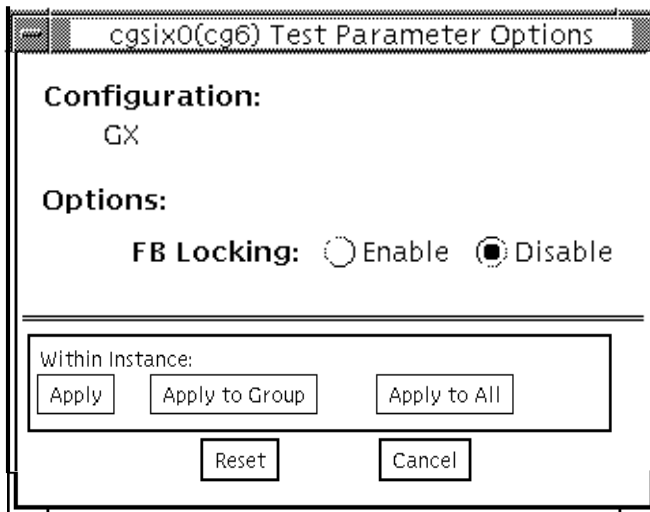 cgsix0(cg6) Test Parameter Options
Configuration:
GX
Options:
FB Locking: Enable Disable
Within Instance:
Apply Apply to Group Apply to All
Reset Cancel